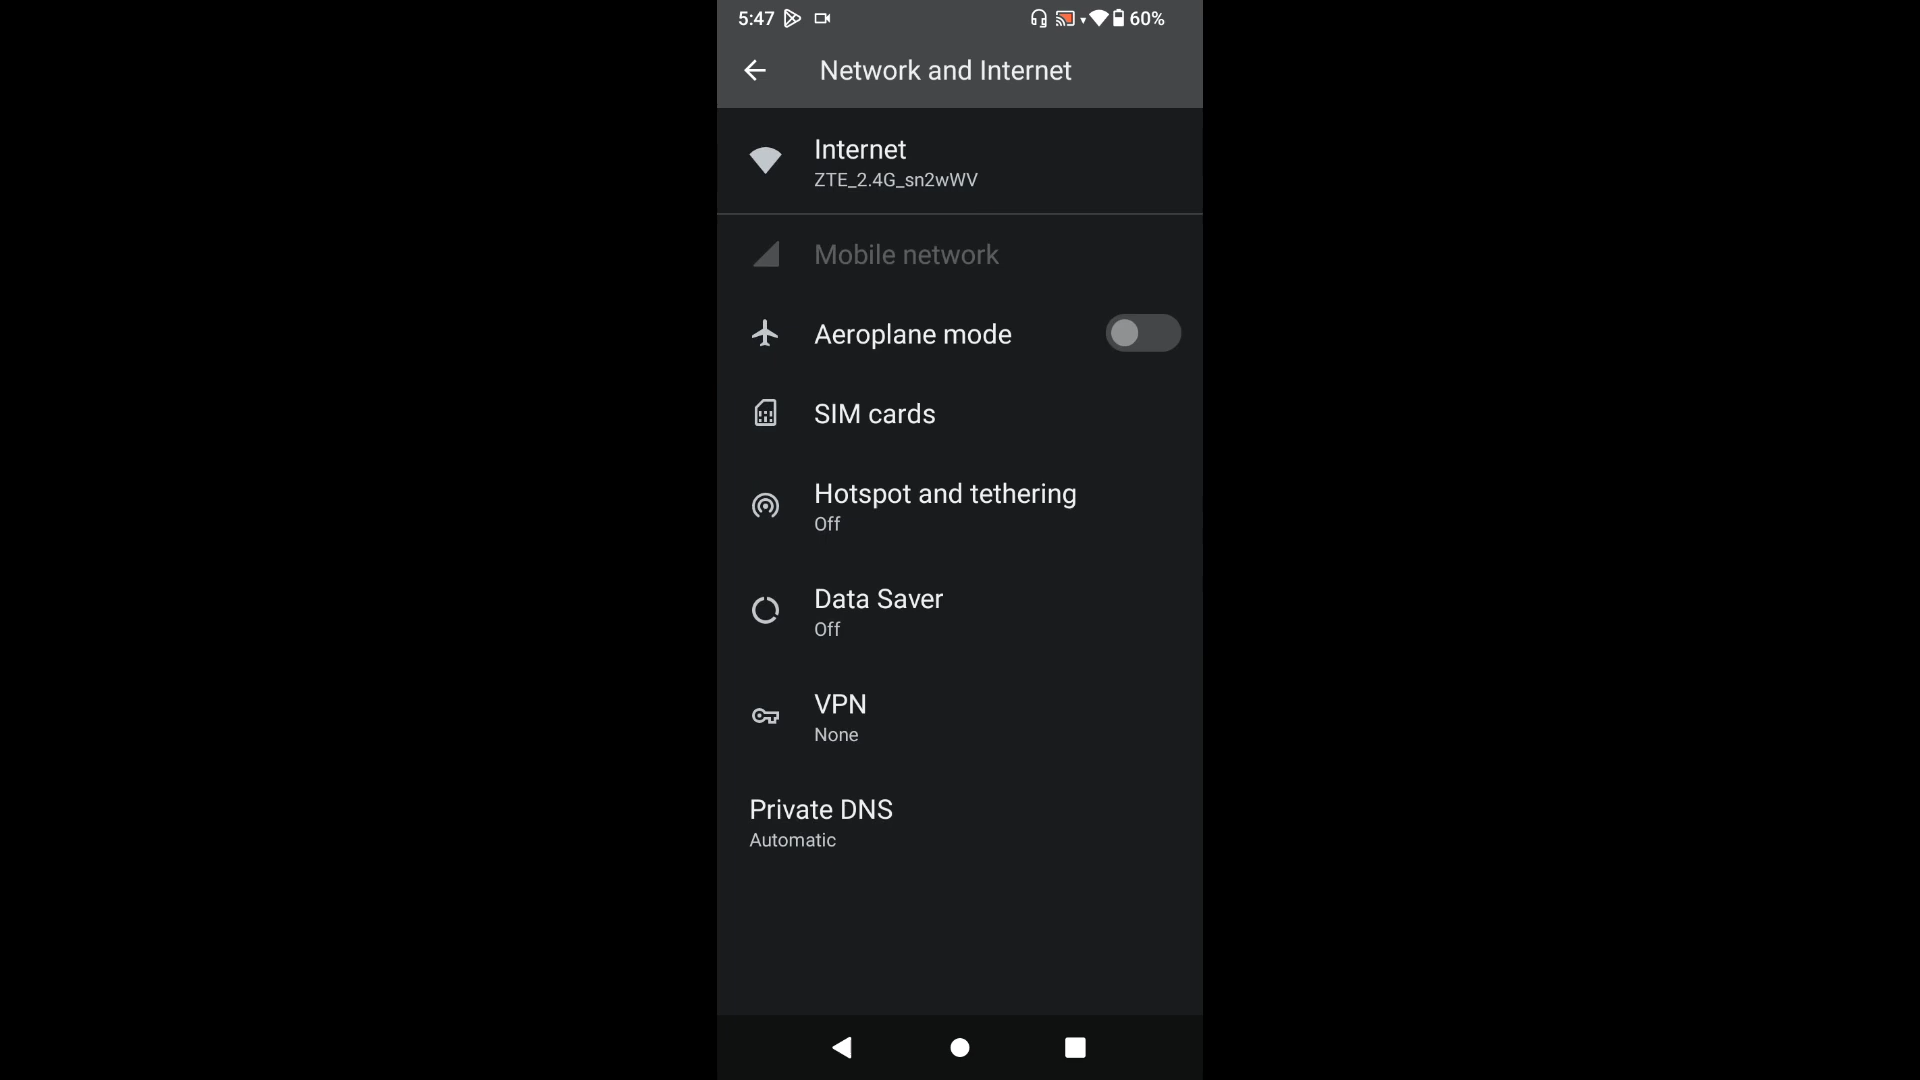 5:47 60%
Network and Internet
Internet
ZTE_2.4G_sn2wWV
Mobile network
Aeroplane mode
SIM cards
Hotspot and tethering
Off
Data Saver
Off
VPN
None
Private DNS
Automatic